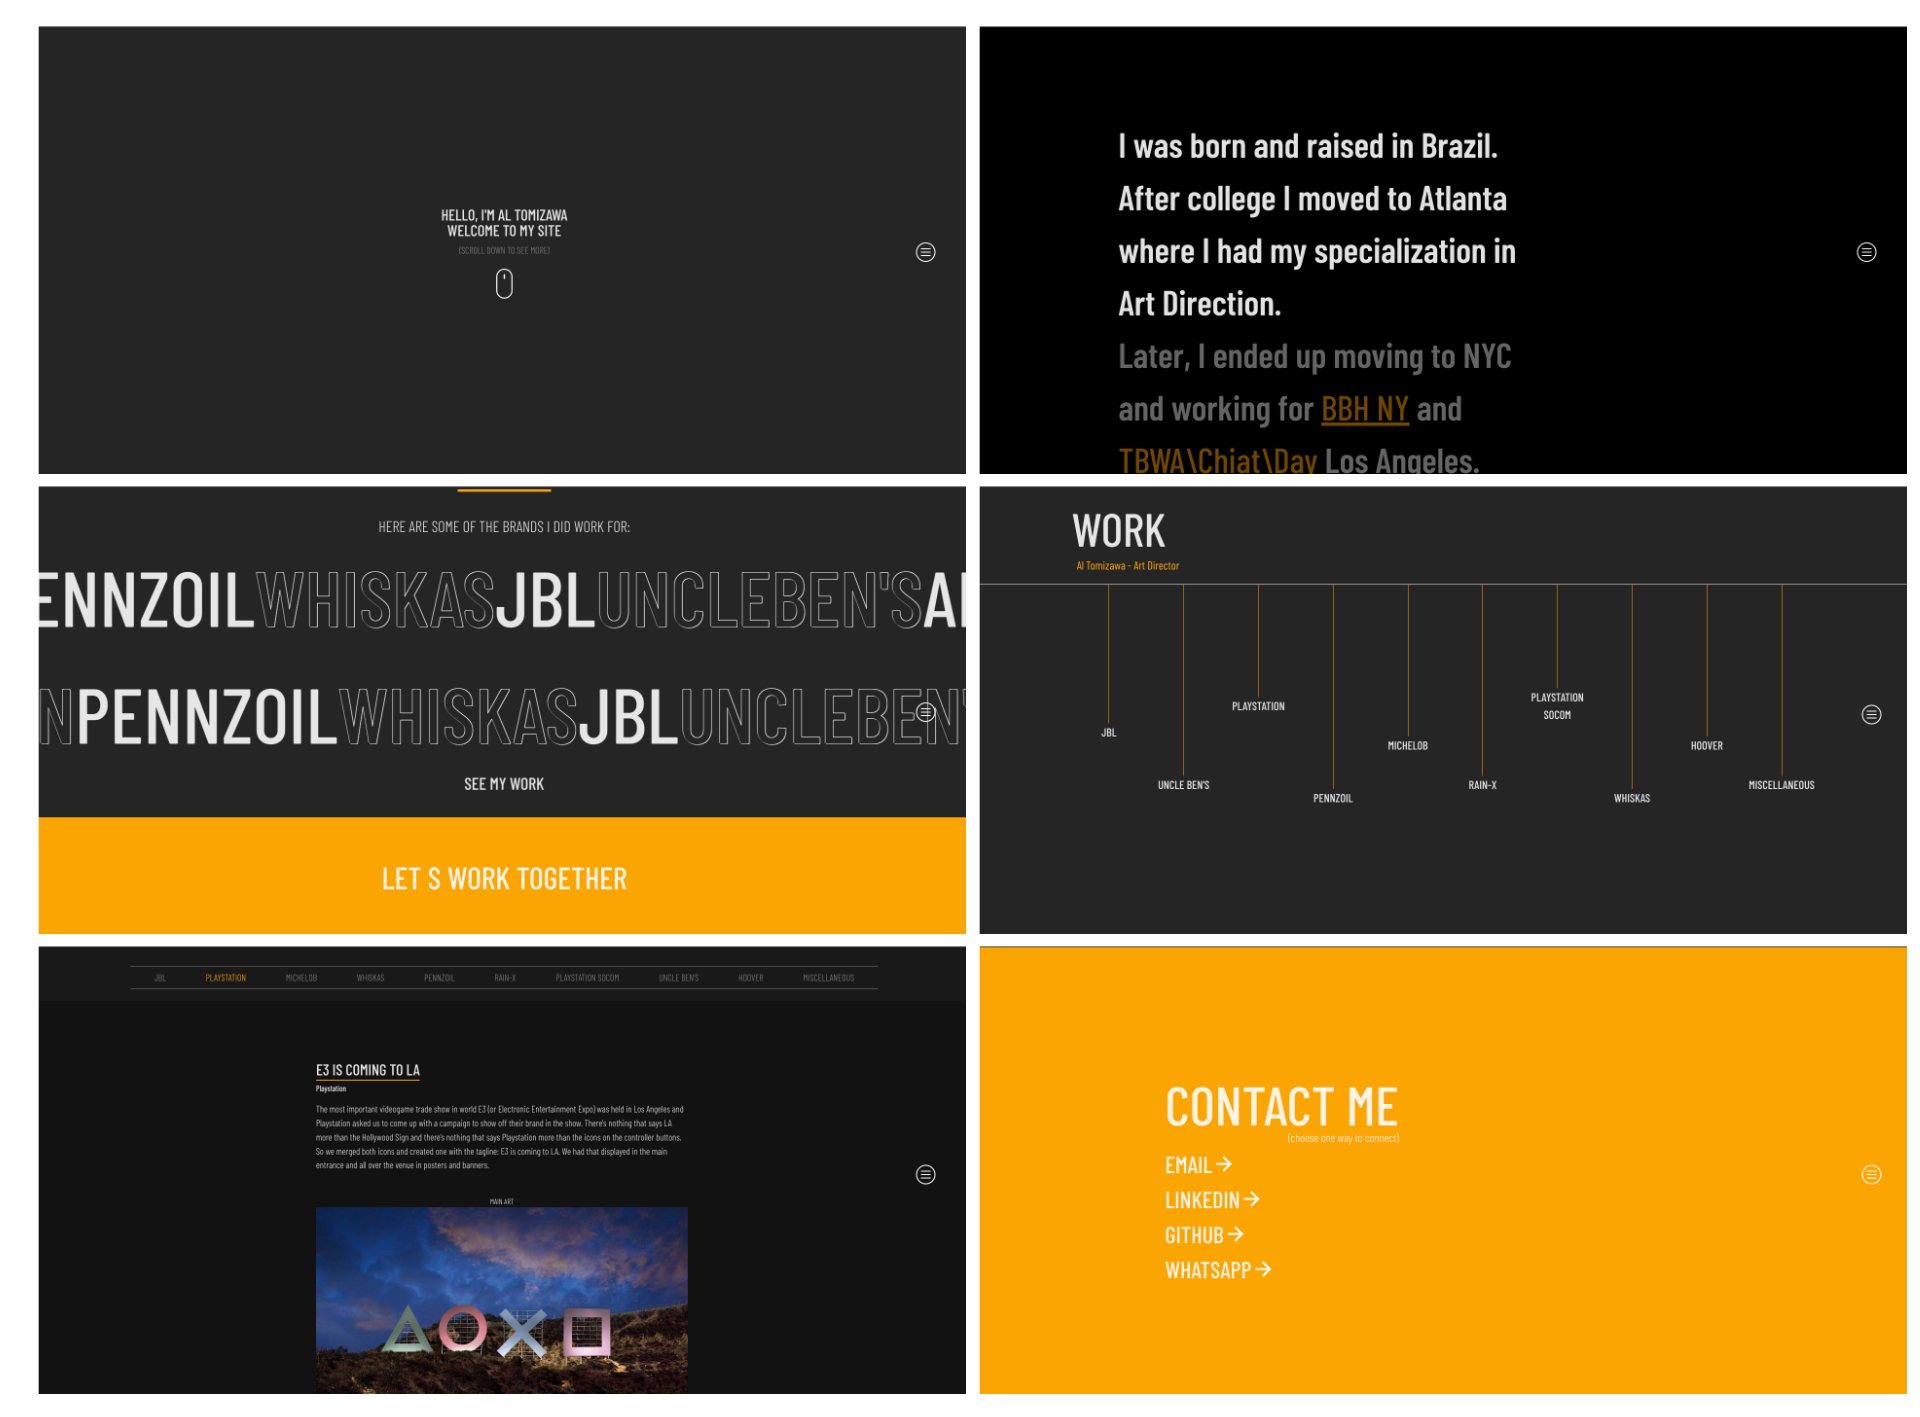 HELLO, I'M AL TOMIZAWA
WELCOME TO MY SITE
(SCROLL DOWN TO SEE MORE)
I was born and raised in Brazil.
After college I moved to Atlanta
where I had my specialization in
Art Direction.
Later, I ended up moving to NYC
and working for BBH NY and
TBWA\Chiat\Day Los Angeles.
HERE ARE SOME OF THE BRANDS I DID WORK FOR:
ENNZOILWHISKASJBLUNCLEBEN'SA
NPENNZOILWHISKASJBLUNCLEBEN'
SEE MY WORK
LET S WORK TOGETHER
WORK
Al Tomizawa - Art Director
JBL
UNCLE BEN'S
PLAYSTATION
PENNZOIL
MICHELOB
RAIN-X
PLAYSTATION
SOCOM
WHISKAS
HOOVER
MISCELLANEOUS
JBL PLAYSTATION MICHELOB WHISKAS PENNZOIL RAIN-X PLAYSTATION SOCOM UNCLE BEN'S HOOVER MISCELLANEOUS
E3 IS COMING TO LA
Playstation
The most important videogame trade show in world E3 (or Electronic Entertainment Expo) was held in Los Angeles and
Playstation asked us to come up with a campaign to show off their brand in the show. There's nothing that says LA
more than the Hollywood Sign and there's nothing that says Playstation more than the icons on the controller buttons.
So we merged both icons and created one with the tagline: E3 is coming to LA. We had that displayed in the main
entrance and all over the venue in posters and banners.
MAIN ART
CONTACT ME
(choose one way to connect)
EMAIL→
LINKEDIN→
GITHUB→
WHATSAPP→